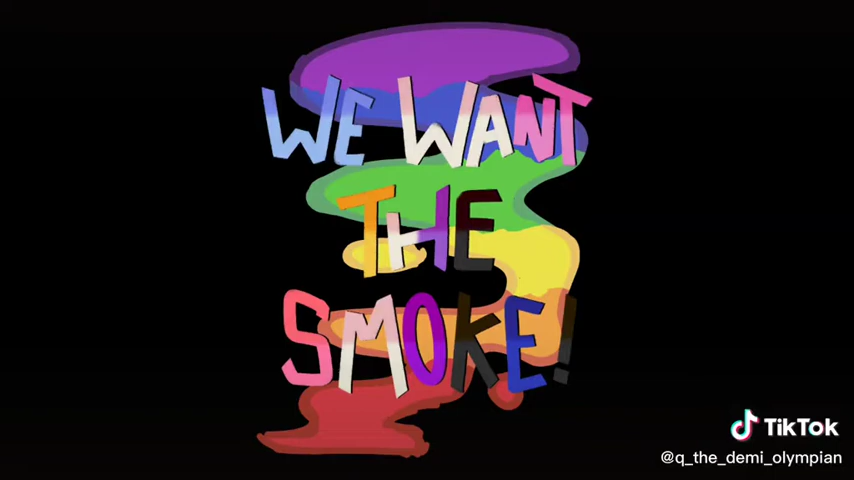 WE WANT
THE
SMOKE!
TikTok
@q_the_demi_olympian